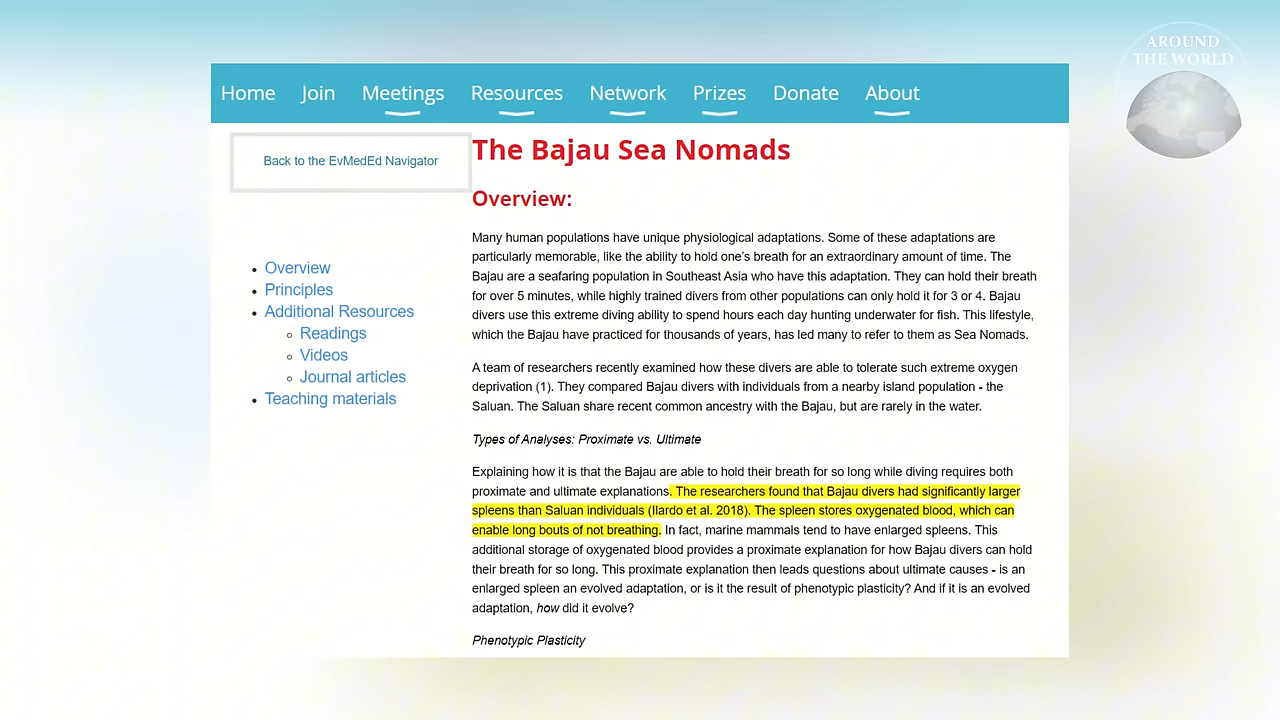 AROUND
THE WORLD
Home Join Meetings Resources Network Prizes Donate About
Back to the EvMedEd Navigator
Overview
Principles
Additional Resources
Readings
Videos
Journal articles
Teaching materials
The Bajau Sea Nomads
Overview:
Many human populations have unique physiological adaptations. Some of these adaptations are
particularly memorable, like the ability to hold one's breath for an extraordinary amount of time. The
Bajau are a seafaring population in Southeast Asia who have this adaptation. They can hold their breath
for over 5 minutes, while highly trained divers from other populations can only hold it for 3 or 4. Bajau
divers use this extreme diving ability to spend hours each day hunting underwater for fish. This lifestyle,
which the Bajau have practiced for thousands of years, has led many to refer to them as Sea Nomads.
A team of researchers recently examined how these divers are able to tolerate such extreme oxygen
deprivation (1). They compared Bajau divers with individuals from a nearby island population - the
Saluan. The Saluan share recent common ancestry with the Bajau, but are rarely in the water.
Types of Analyses: Proximate vs. Ultimate
Explaining how it is that the Bajau are able to hold their breath for so long while diving requires both
proximate and ultimate explanations. The researchers found that Bajau divers had significantly larger
spleens than Saluan individuals (Ilardo et al. 2018). The spleen stores oxygenated blood, which can
enable long bouts of not breathing. In fact, marine mammals tend to have enlarged spleens. This
additional storage of oxygenated blood provides a proximate explanation for how Bajau divers can hold
their breath for so long. This proximate explanation then leads questions about ultimate causes - is an
enlarged spleen an evolved adaptation, or is it the result of phenotypic plasticity? And if it is an evolved
adaptation, how did it evolve?
Phenotypic Plasticity